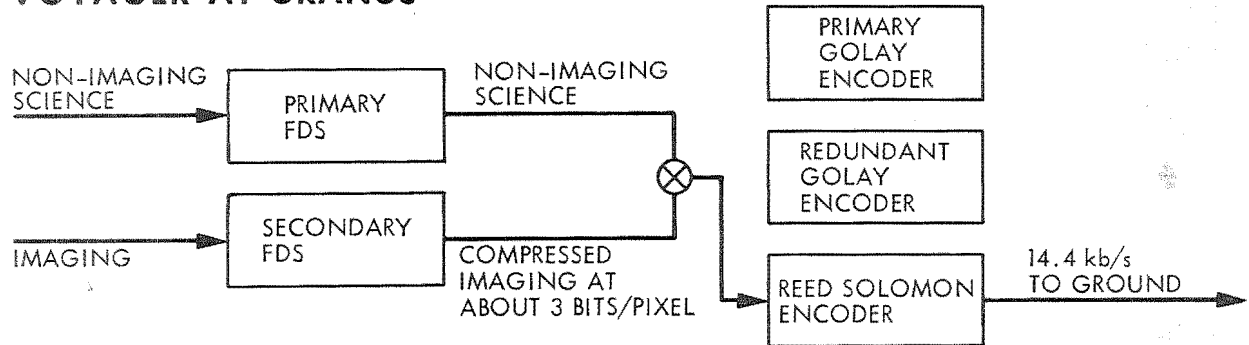 VOYAGER AT URANUS
NON-IMAGING
SCIENCE
PRIMARY
FDS
NON-IMAGING
SCIENCE
PRIMARY
GOLAY
ENCODER
REDUNDANT
GOLAY
ENCODER
IMAGING
SECONDARY
FDS
COMPRESSED
IMAGING AT
ABOUT 3 BITS/PIXEL
REED SOLOMON
ENCODER
14.4 kb/s
TO GROUND